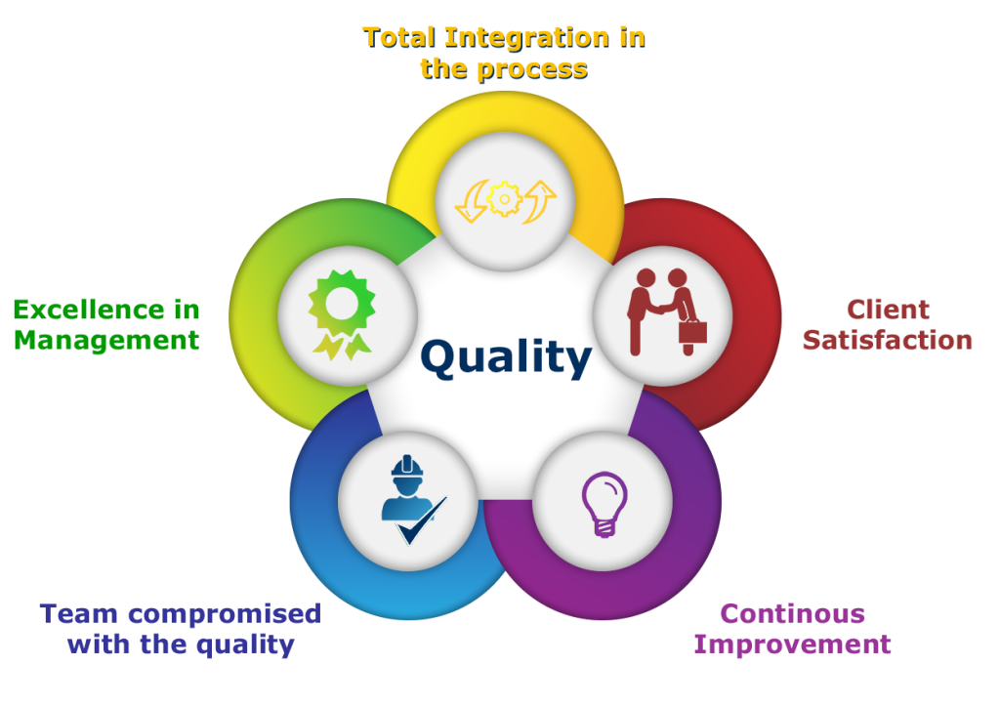 Total Integration in
the process
Excellence in
Management
Quality
Client
Satisfaction
Team compromised
with the quality
Continous
Improvement